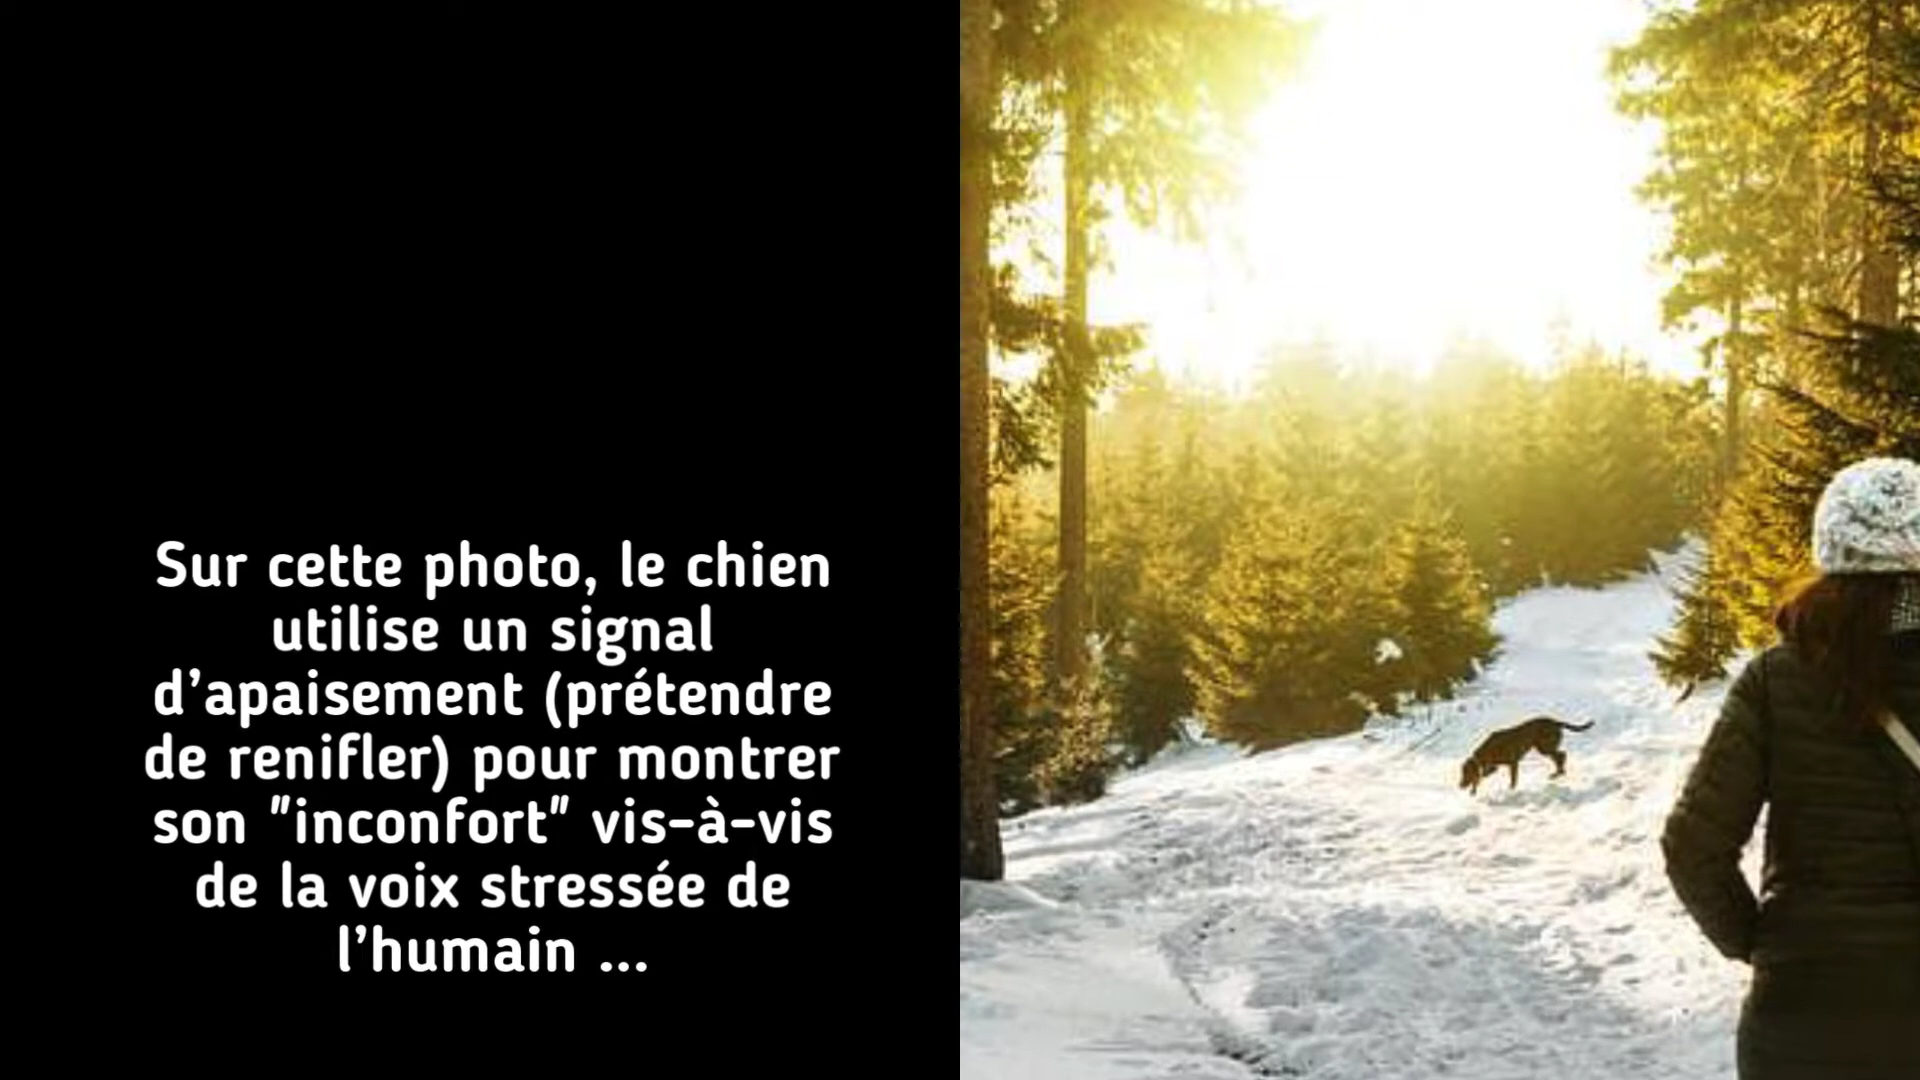 Sur cette photo, le chien
utilise un signal
d’apaisement (prétendre
de renifler) pour montrer
son "inconfort" vis-à-vis
de la voix stressée de
l’humain ...